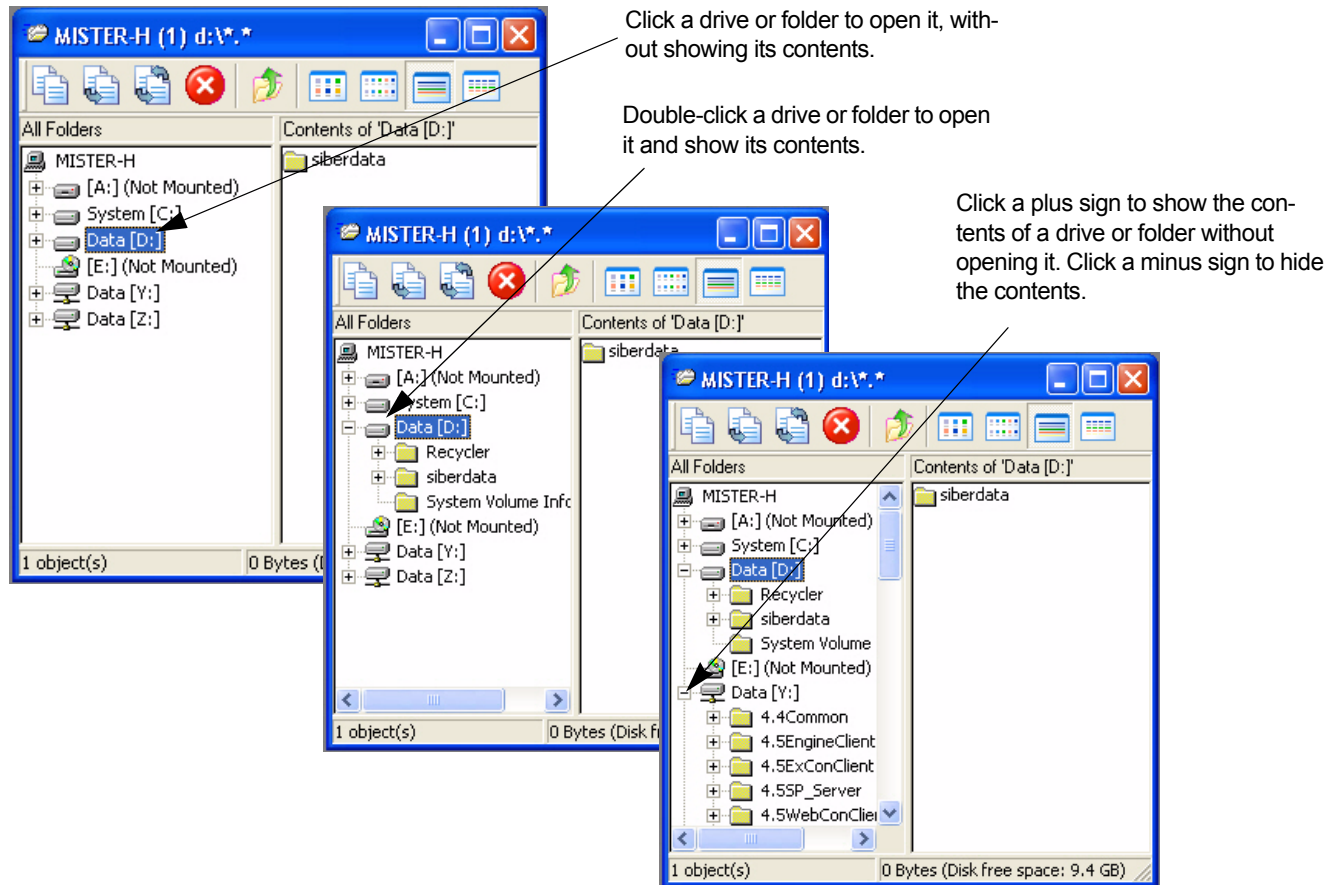 Click a drive or folder to open it, with-
out showing its contents.
Double-click a drive or folder to open
it and show its contents.
Click a plus sign to show the con-
tents of a drive or folder without
opening it. Click a minus sign to hide
the contents.
MISTER-H (1) d:\*.*
All Folders
Contents of 'Data [D:]'
MISTER-H
[A:] (Not Mounted)
System [C:]
Data [D:]
[E:] (Not Mounted)
Data [Y:]
Data [Z:]
siberdata
1 object(s)
0 Bytes (
MISTER-H (1) d:\*.*
All Folders
Contents of 'Data [D:]'
MISTER-H
[A:] (Not Mounted)
System [C:]
Data [D:]
Recycler
siberdata
System Volume Info
[E:] (Not Mounted)
Data [Y:]
Data [Z:]
siberdata
1 object(s)
0 Bytes (Disk
MISTER-H (1) d:\*.*
All Folders
Contents of 'Data [D:]'
MISTER-H
[A:] (Not Mounted)
System [C:]
Data [D:]
Recycler
siberdata
System Volume
[E:] (Not Mounted)
Data [Y:]
4.4Common
4.5EngineClient
4.5ExConClient
4.5SP_Server
4.5WebConClie
siberdata
1 object(s)
0 Bytes (Disk free space: 9.4 GB)